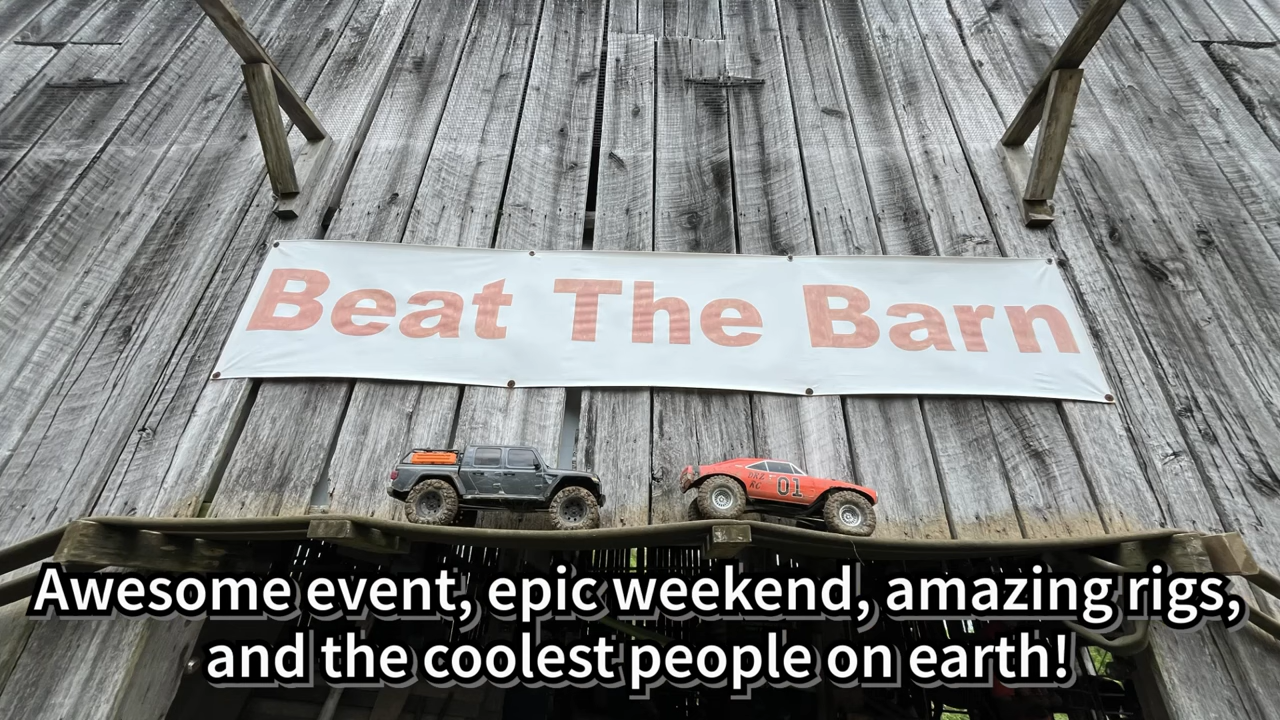 Beat The Barn
01
Awesome event, epic weekend, amazing rigs,
and the coolest people on earth!